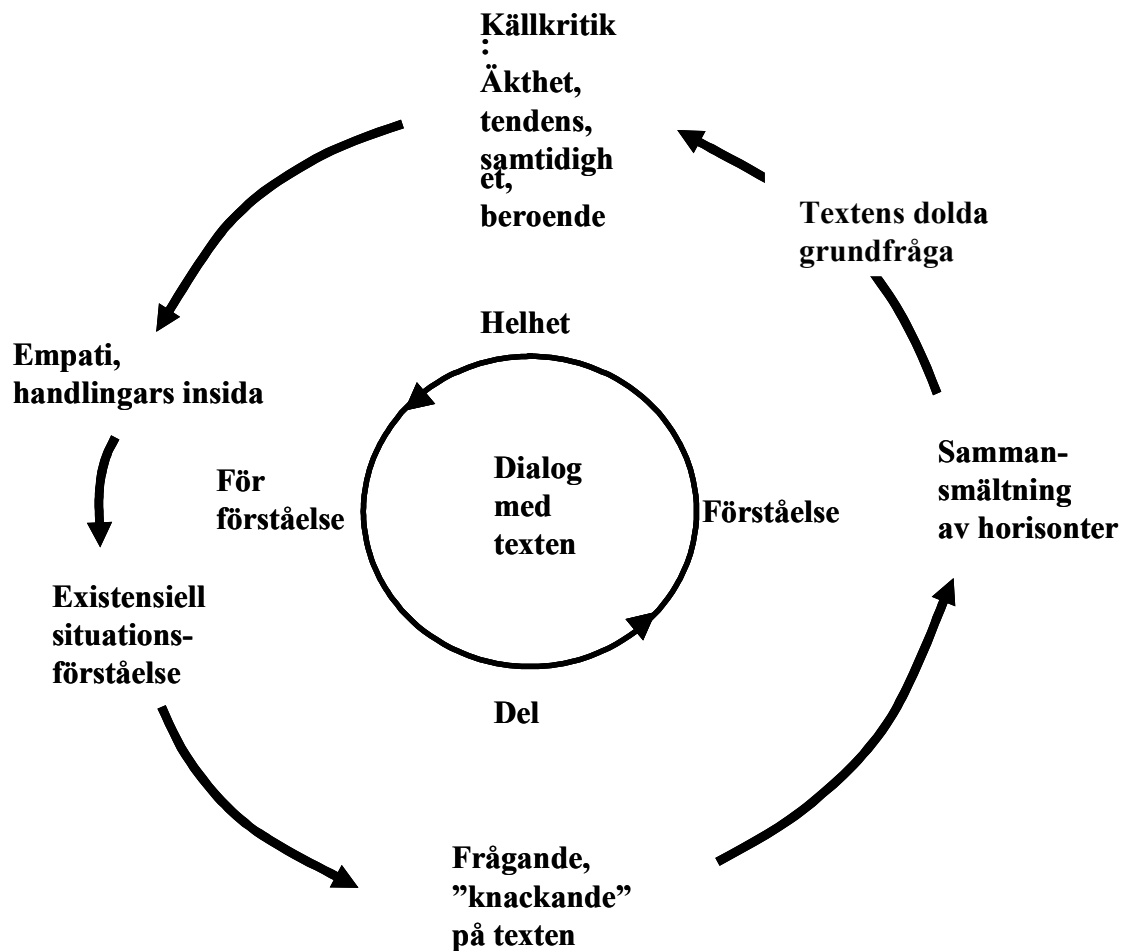 Källkritik
:
Äkthet,
tendens,
samtidigh
et,
beroende
Textens dolda
grundfråga
Helhet
Empati,
handlingars insida
Dialog
med
texten
För
förståelse
Förståelse
Samman-
smältning
av horisonter
Existensiell
situations-
förståelse
Del
Frågande,
”knackande”
på texten